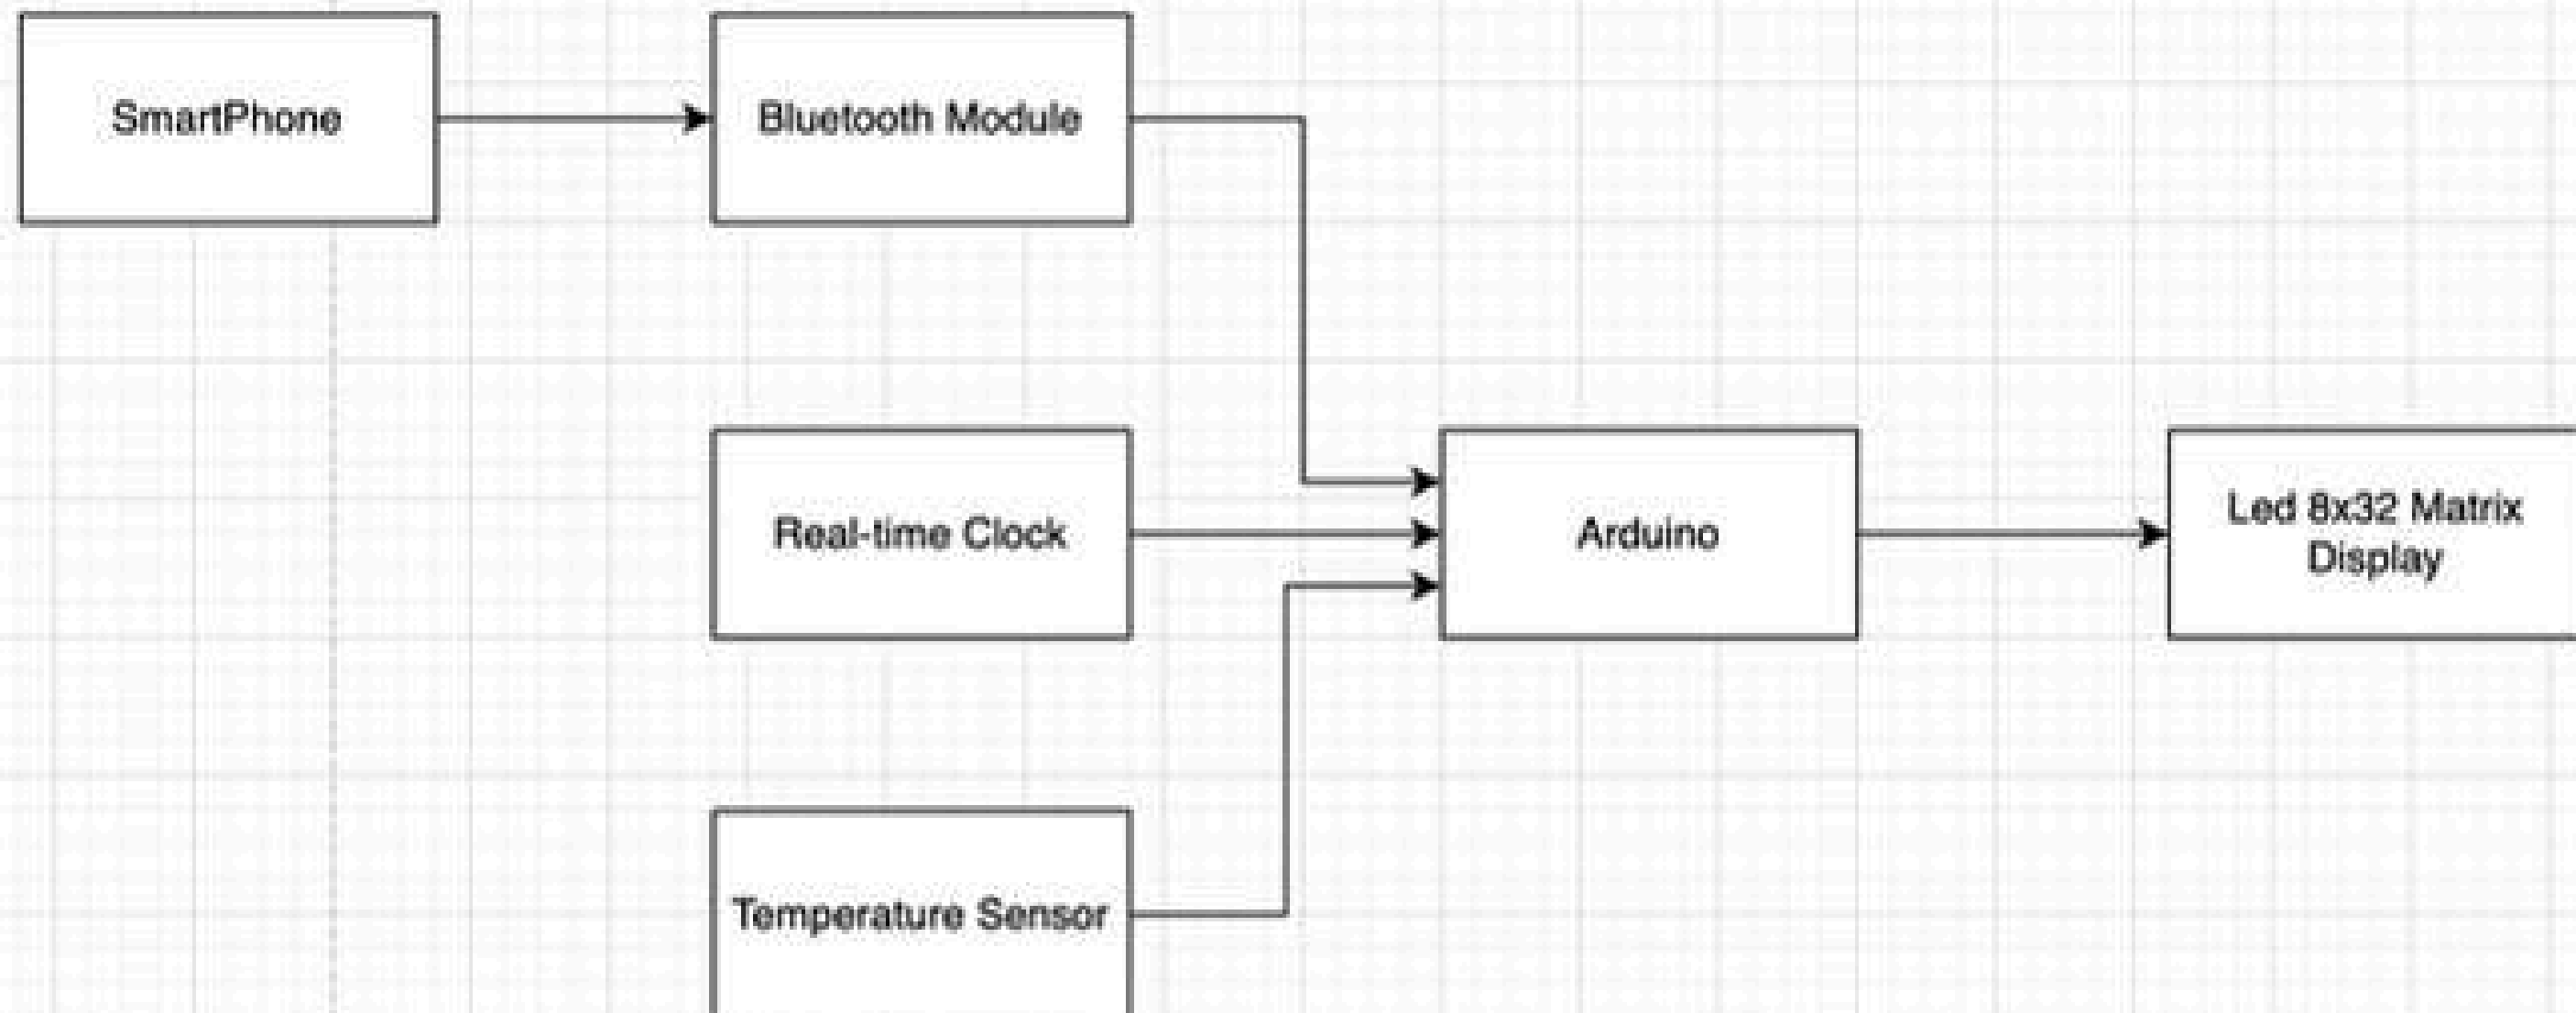 SmartPhone
Bluetooth Module
Real-time Clock
Arduino
Led 8x32 Matrix
Display
Temperature Sensor